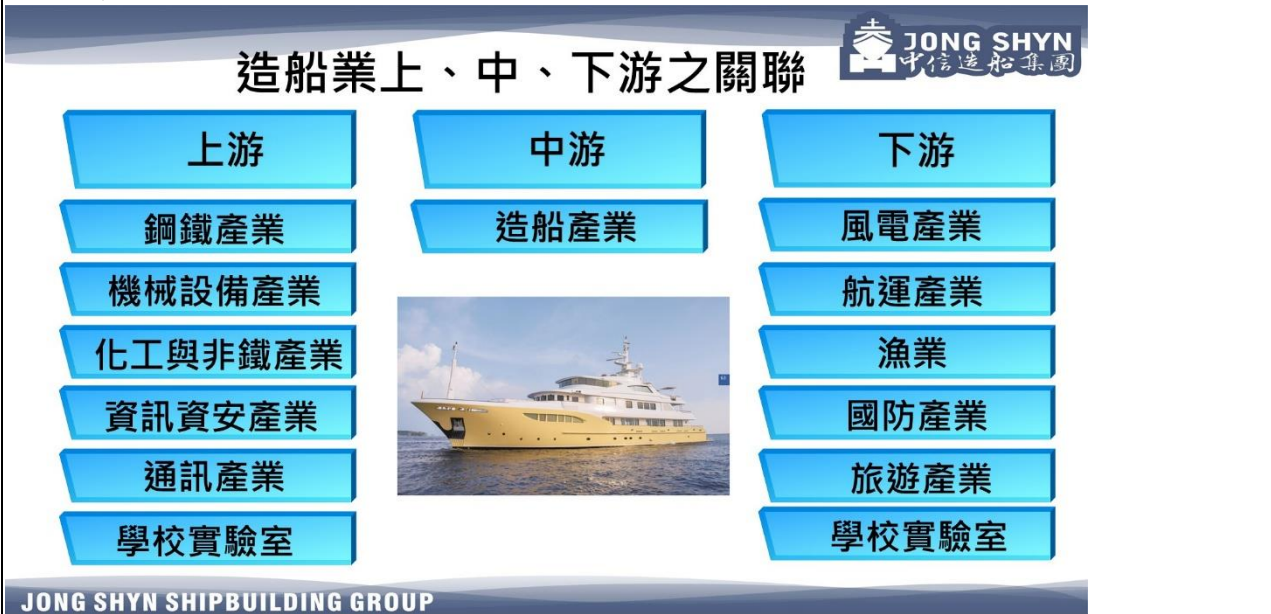 JONG SHYN
中信造船集團
造船業上、中、下游之關聯
上游
中游
下游
鋼鐵產業
造船產業
風電產業
機械設備產業
航運產業
化工與非鐵產業
漁業
資訊資安產業
國防產業
通訊產業
旅遊產業
學校實驗室
學校實驗室
JONG SHYN SHIPBUILDING GROUP